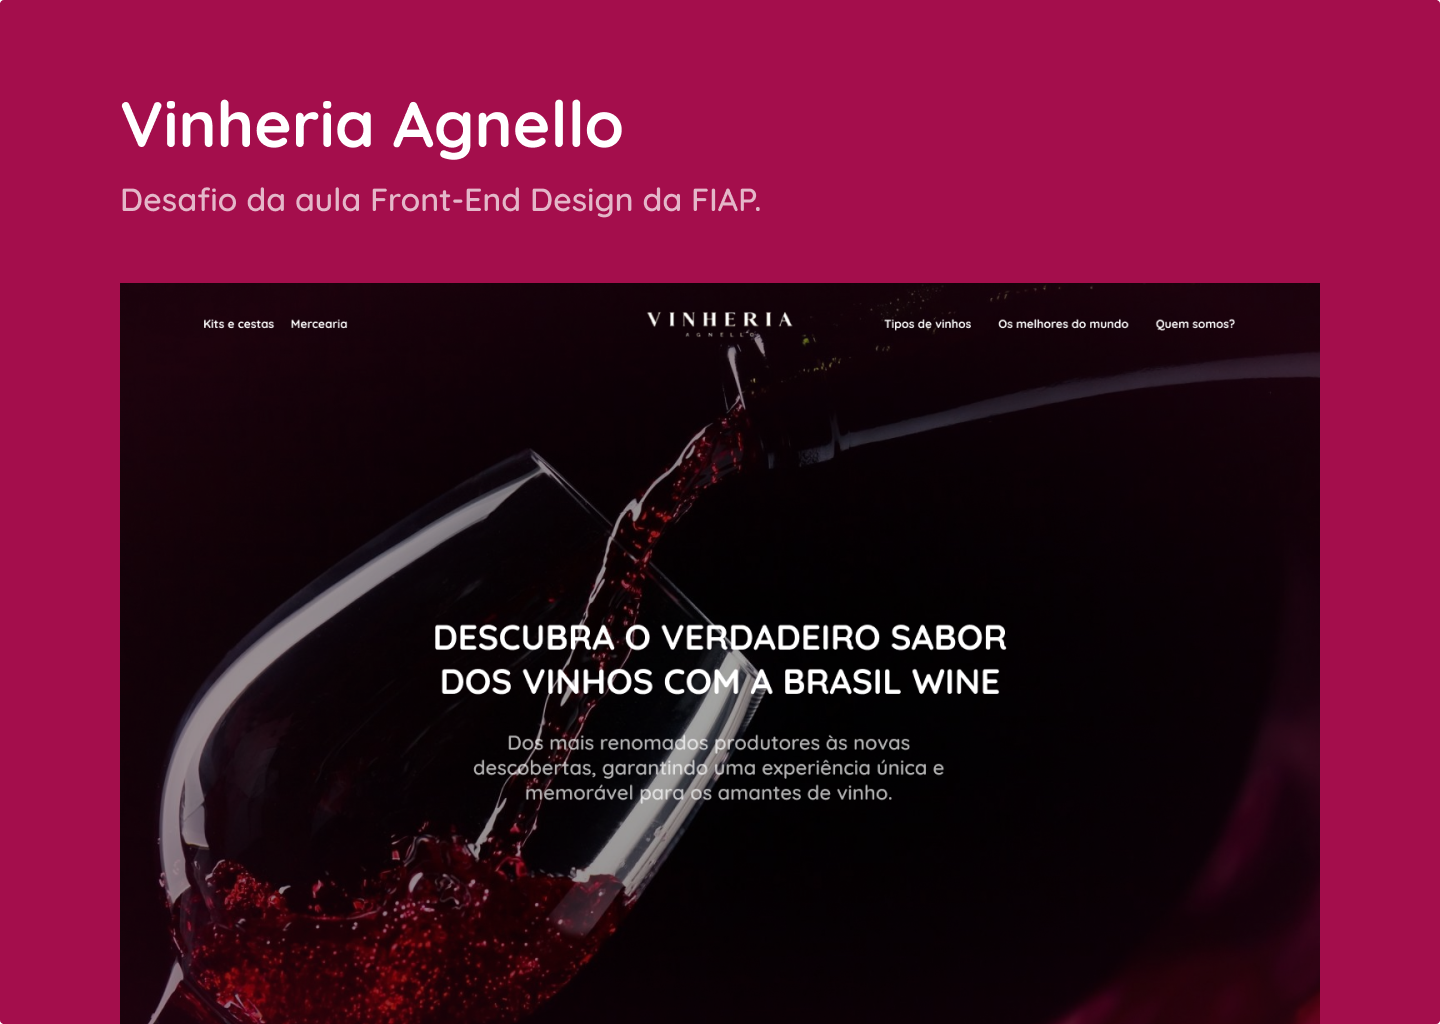 Vinheria Agnello
Desafio da aula Front-End Design da FIAP.
Kits e cestas Mercearia VINHERIA Tipos de vinhos Os melhores do mundo Quem somos?
AGNELLO
DESCUBRA O VERDADEIRO SABOR
DOS VINHOS COM A BRASIL WINE
Dos mais renomados produtores às novas
descobertas, garantindo uma experiência única e
memorável para os amantes de vinho.